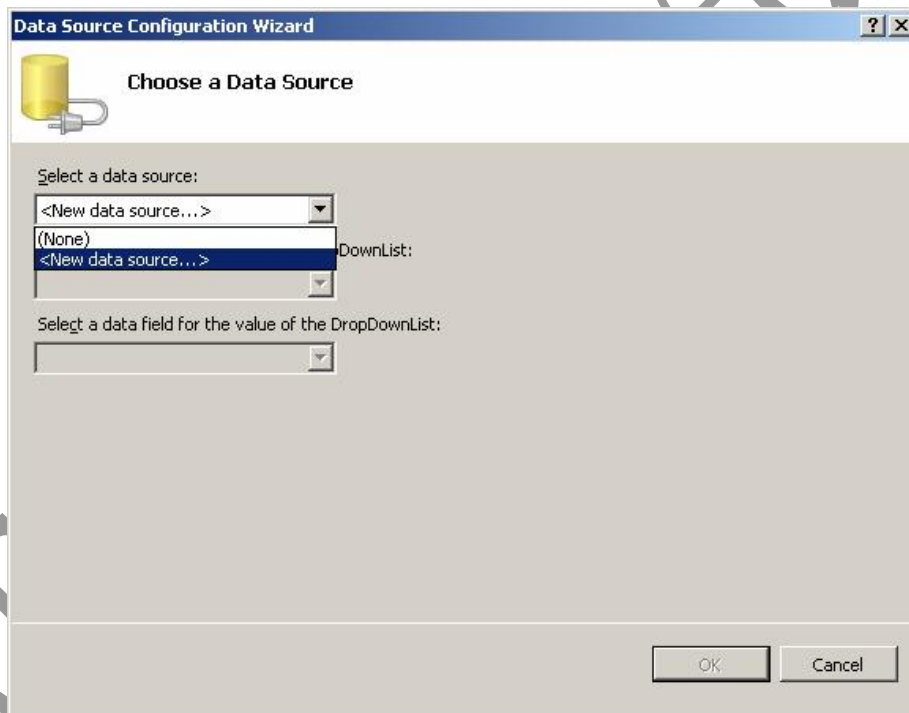 Data Source Configuration Wizard
Choose a Data Source
Select a data source:
<New data source...>
(None)
<New data source...>
DownList:
Select a data field for the value of the DropDownList:
OK
Cancel